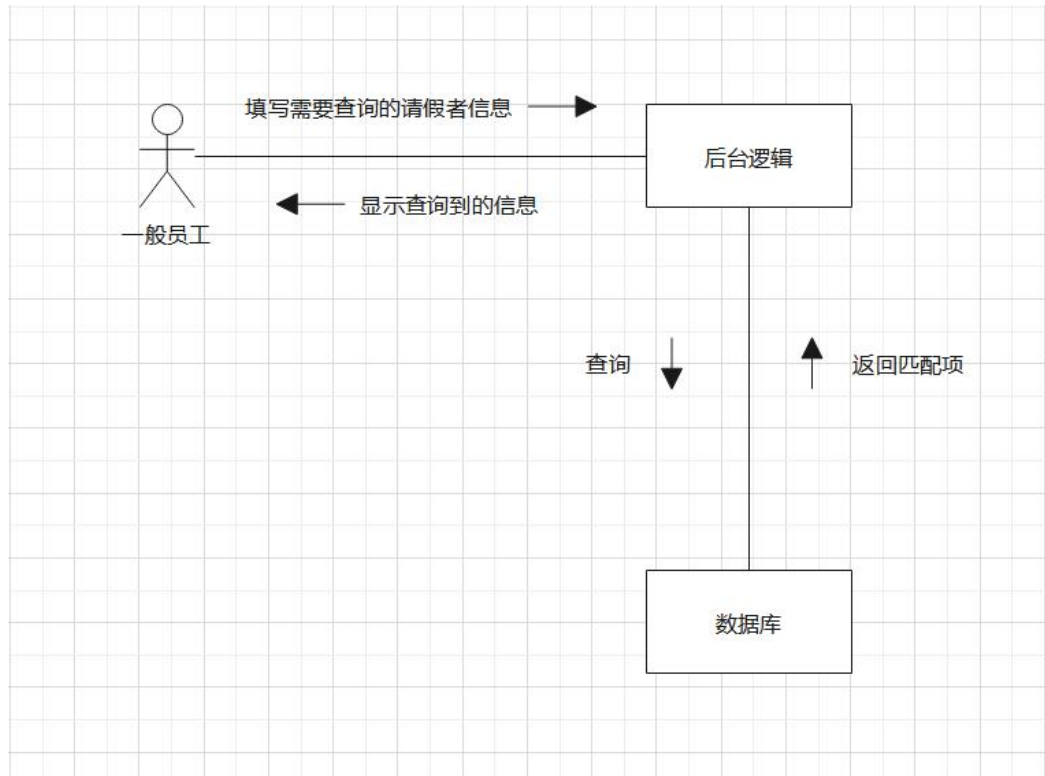 填写需要查询的请假者信息
后台逻辑
显示查询到的信息
一般员工
查询
返回匹配项
数据库